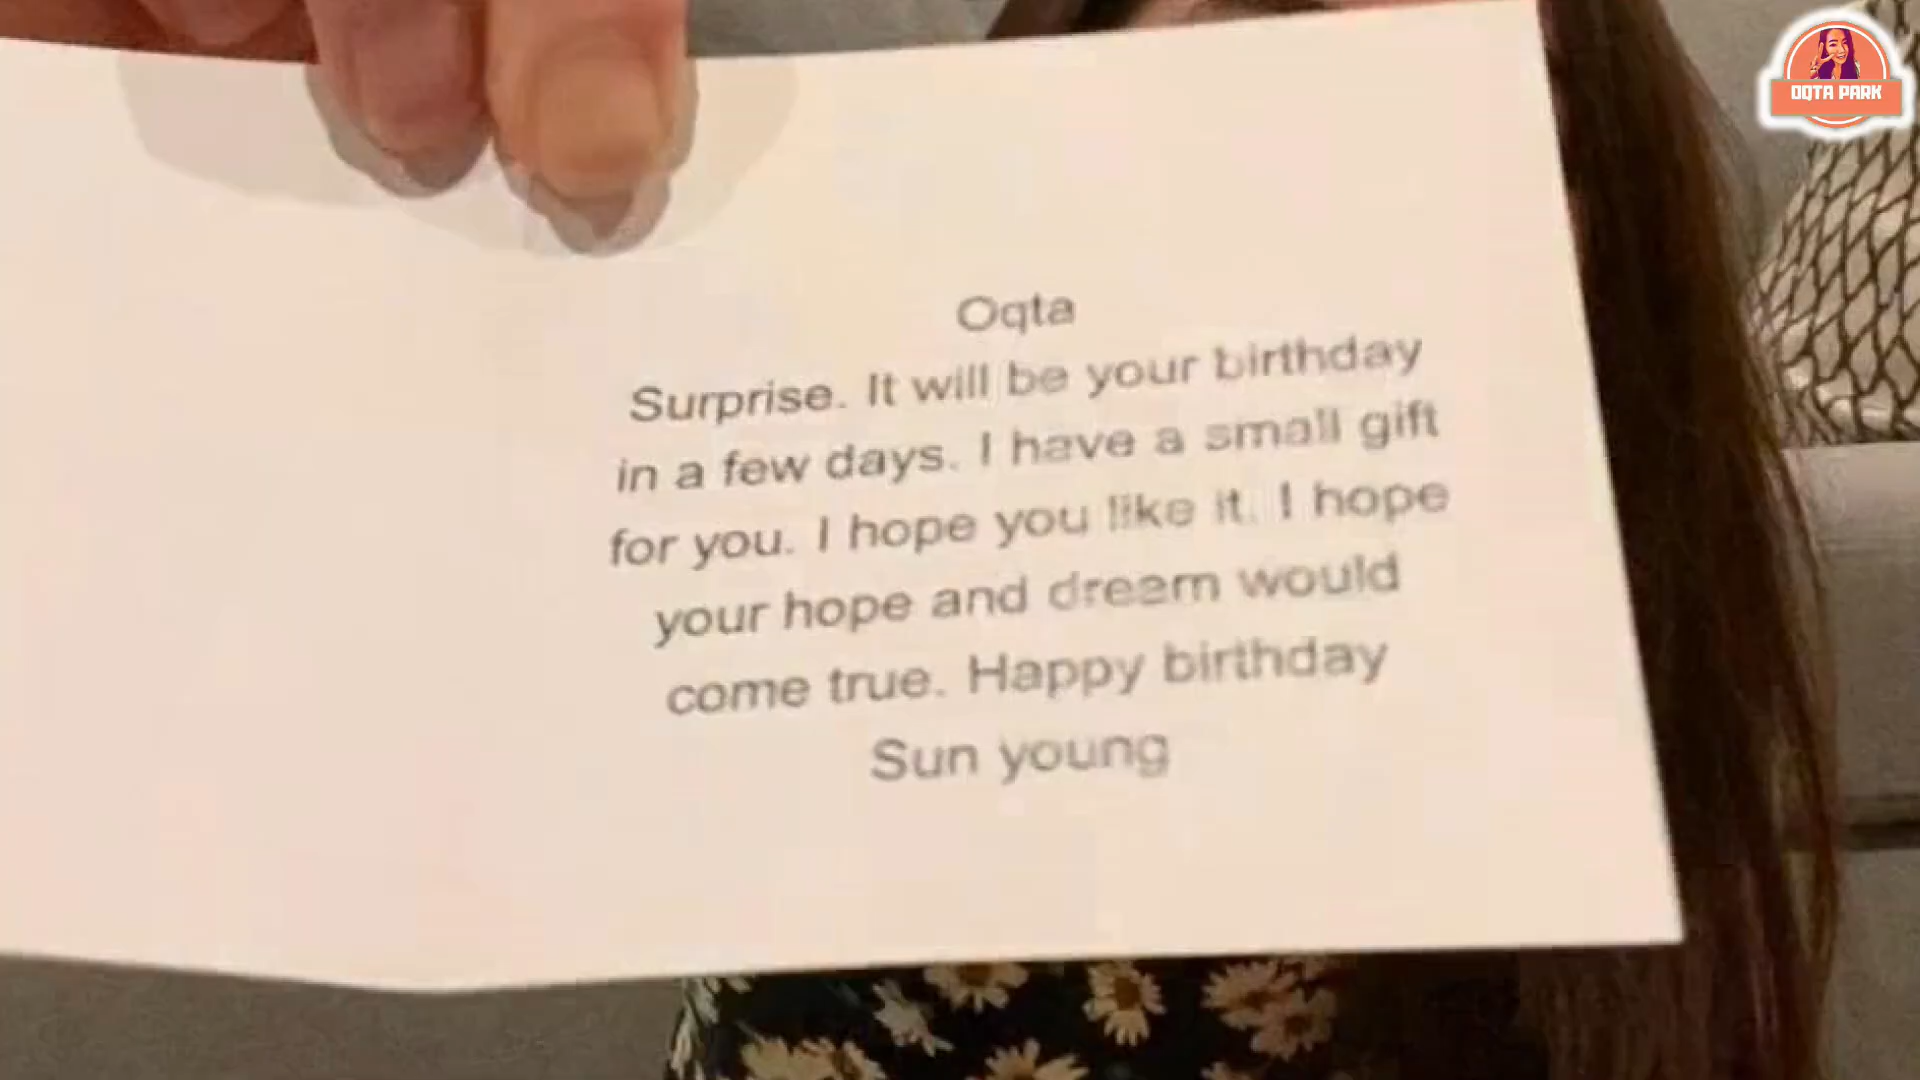 OQTA PARK
Oqta
Surprise. It will be your birthday
in a few days. I have a small gift
for you. I hope you like it. I hope
your hope and dream would
come true. Happy birthday
Sun young